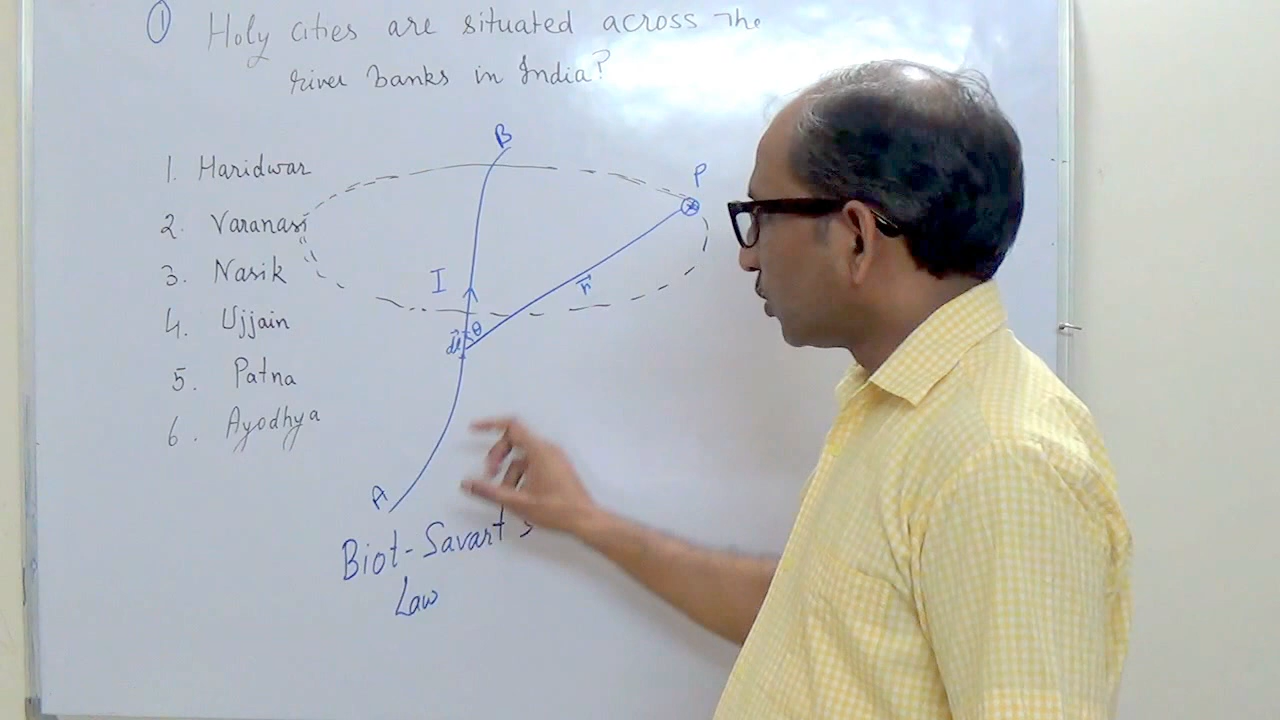 ① Holy cities are situated across the
river banks in India?
1. Haridwar
2. Varanasi
3. Nasik
4. Ujjain
5. Patna
6. Ayodhya
B
P
I
r⃗
θ
dl⃗
A
Biot-Savart's
Law